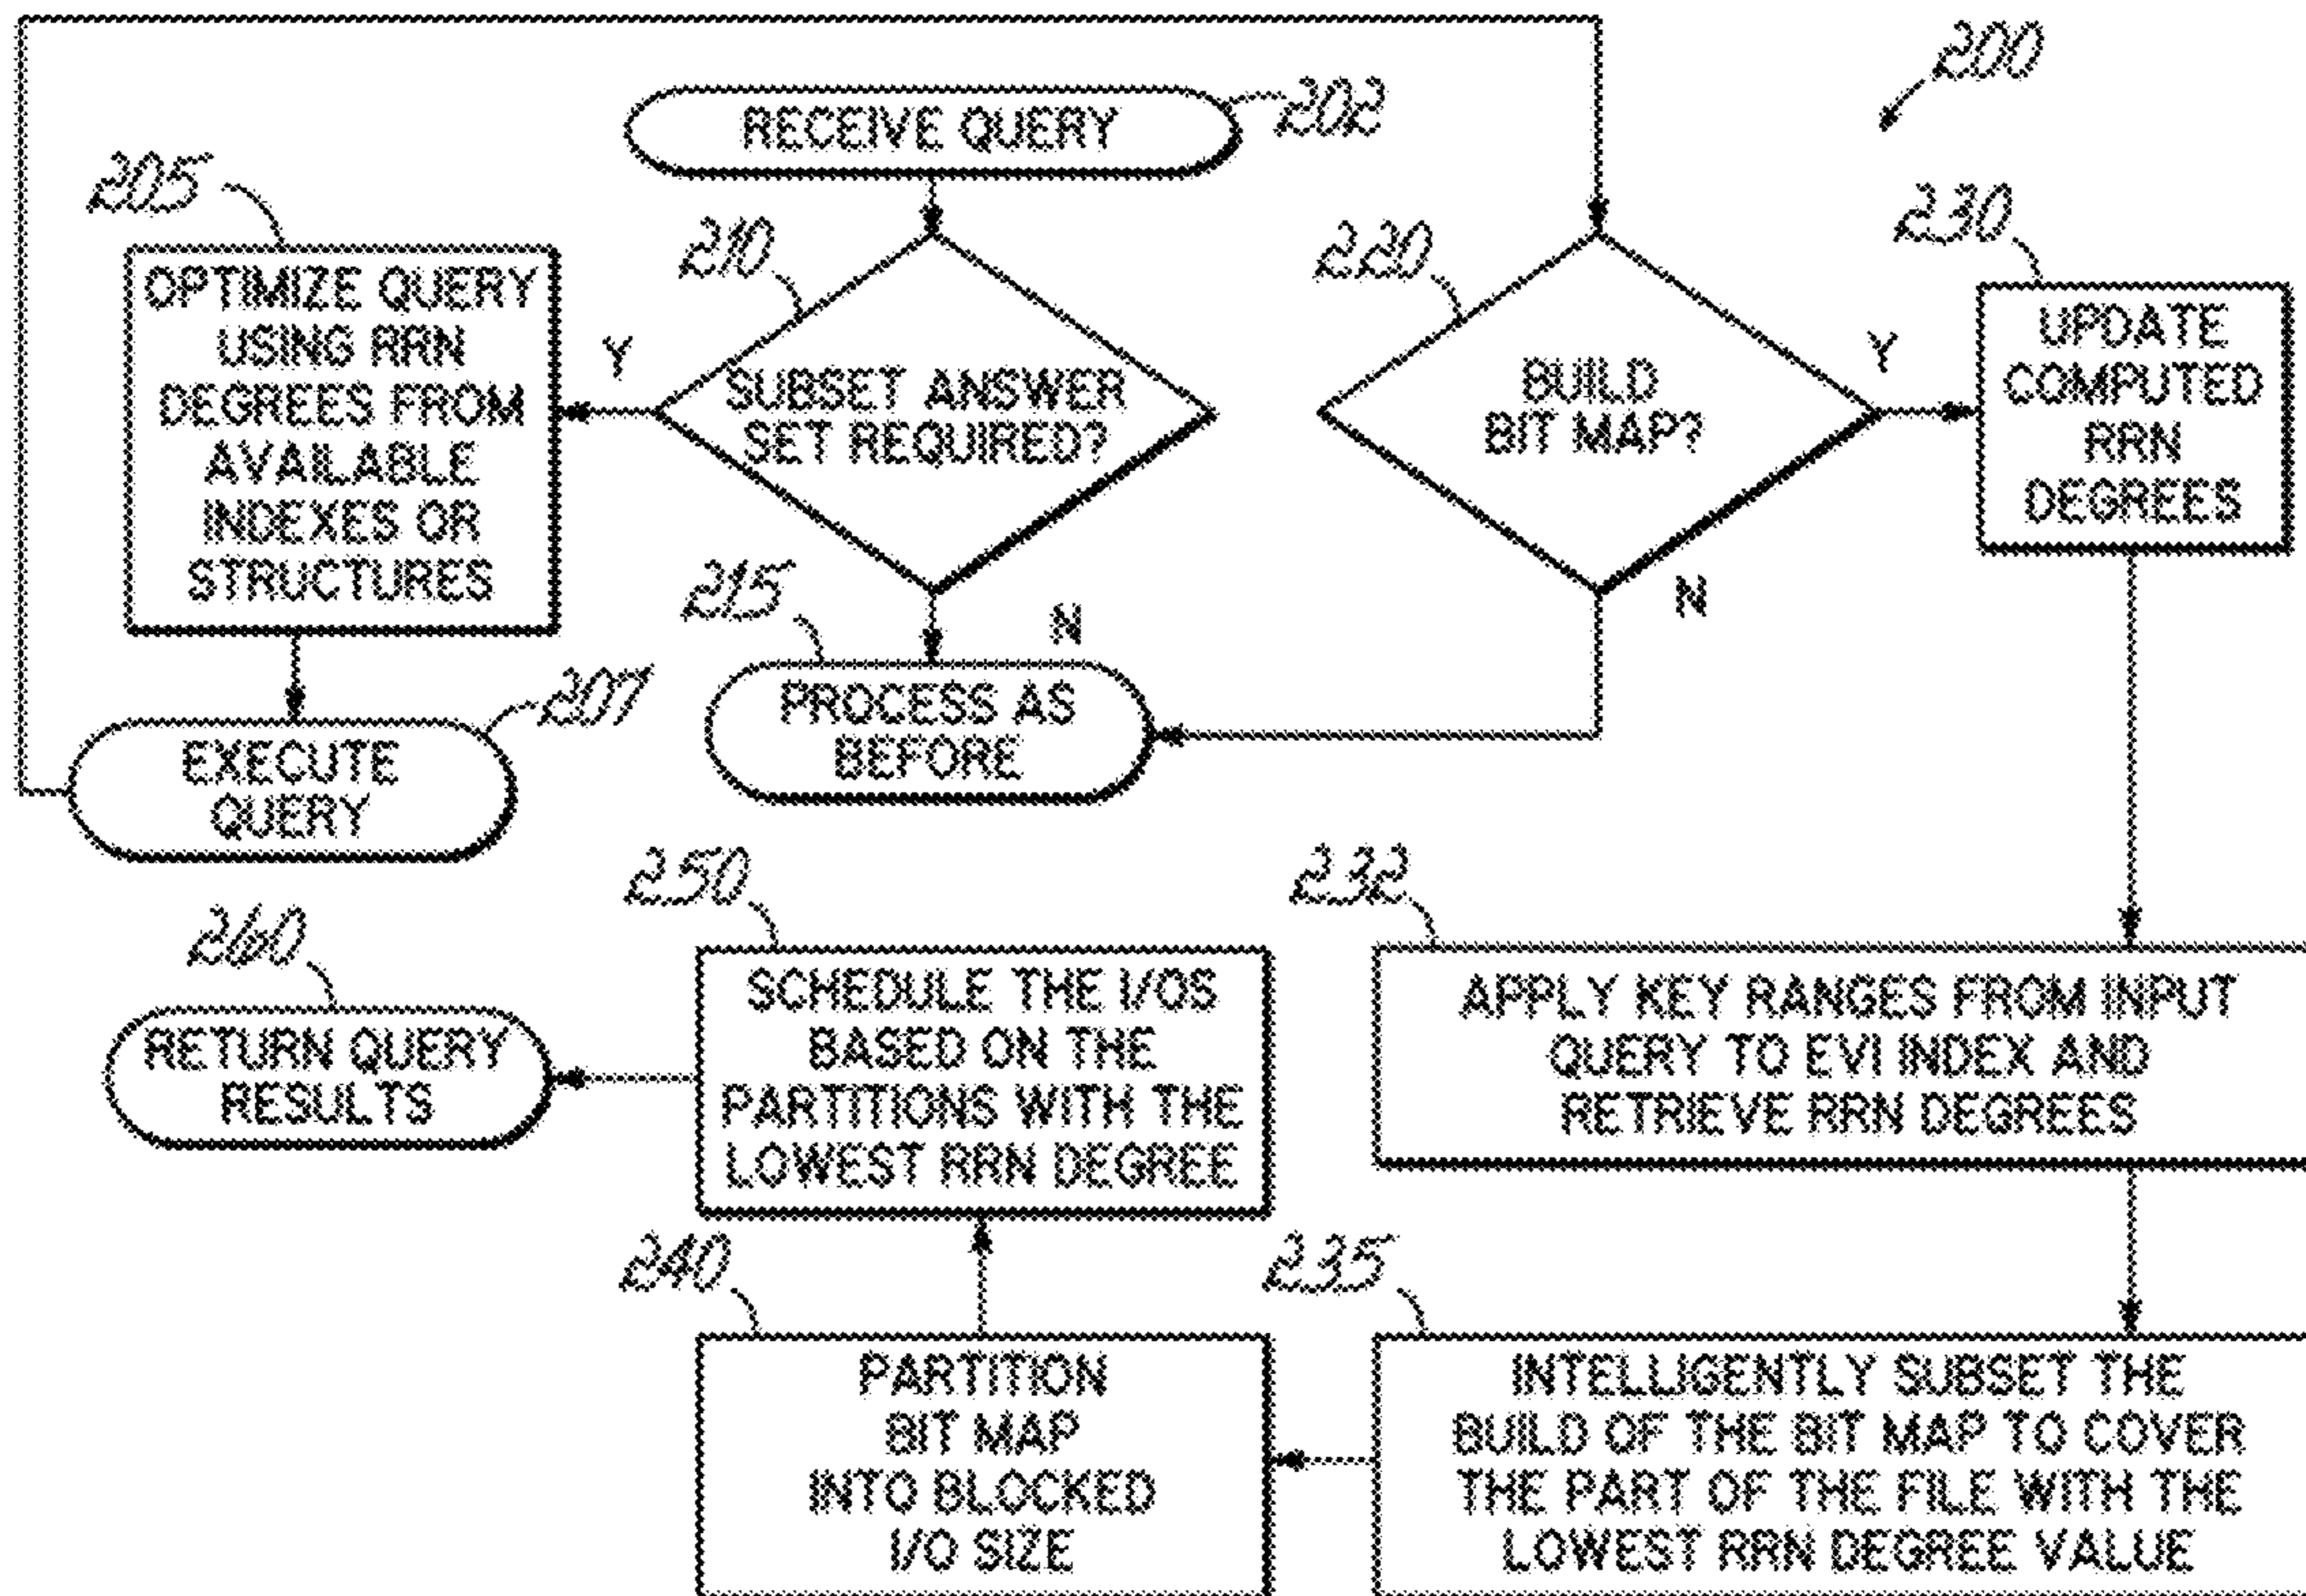 200
202
RECEIVE QUERY
205
OPTIMIZE QUERY
USING RRN
DEGREES FROM
AVAILABLE
INDEXES OR
STRUCTURES
Y
210
SUBSET ANSWER
SET REQUIRED?
N
220
BUILD
BIT MAP?
Y
N
230
UPDATE
COMPUTED
RRN
DEGREES
215
PROCESS AS
BEFORE
207
EXECUTE
QUERY
232
APPLY KEY RANGES FROM INPUT
QUERY TO EVI INDEX AND
RETRIEVE RRN DEGREES
235
INTELLIGENTLY SUBSET THE
BUILD OF THE BIT MAP TO COVER
THE PART OF THE FILE WITH THE
LOWEST RRN DEGREE VALUE
240
PARTITION
BIT MAP
INTO BLOCKED
I/O SIZE
250
SCHEDULE THE I/OS
BASED ON THE
PARTITIONS WITH THE
LOWEST RRN DEGREE
260
RETURN QUERY
RESULTS